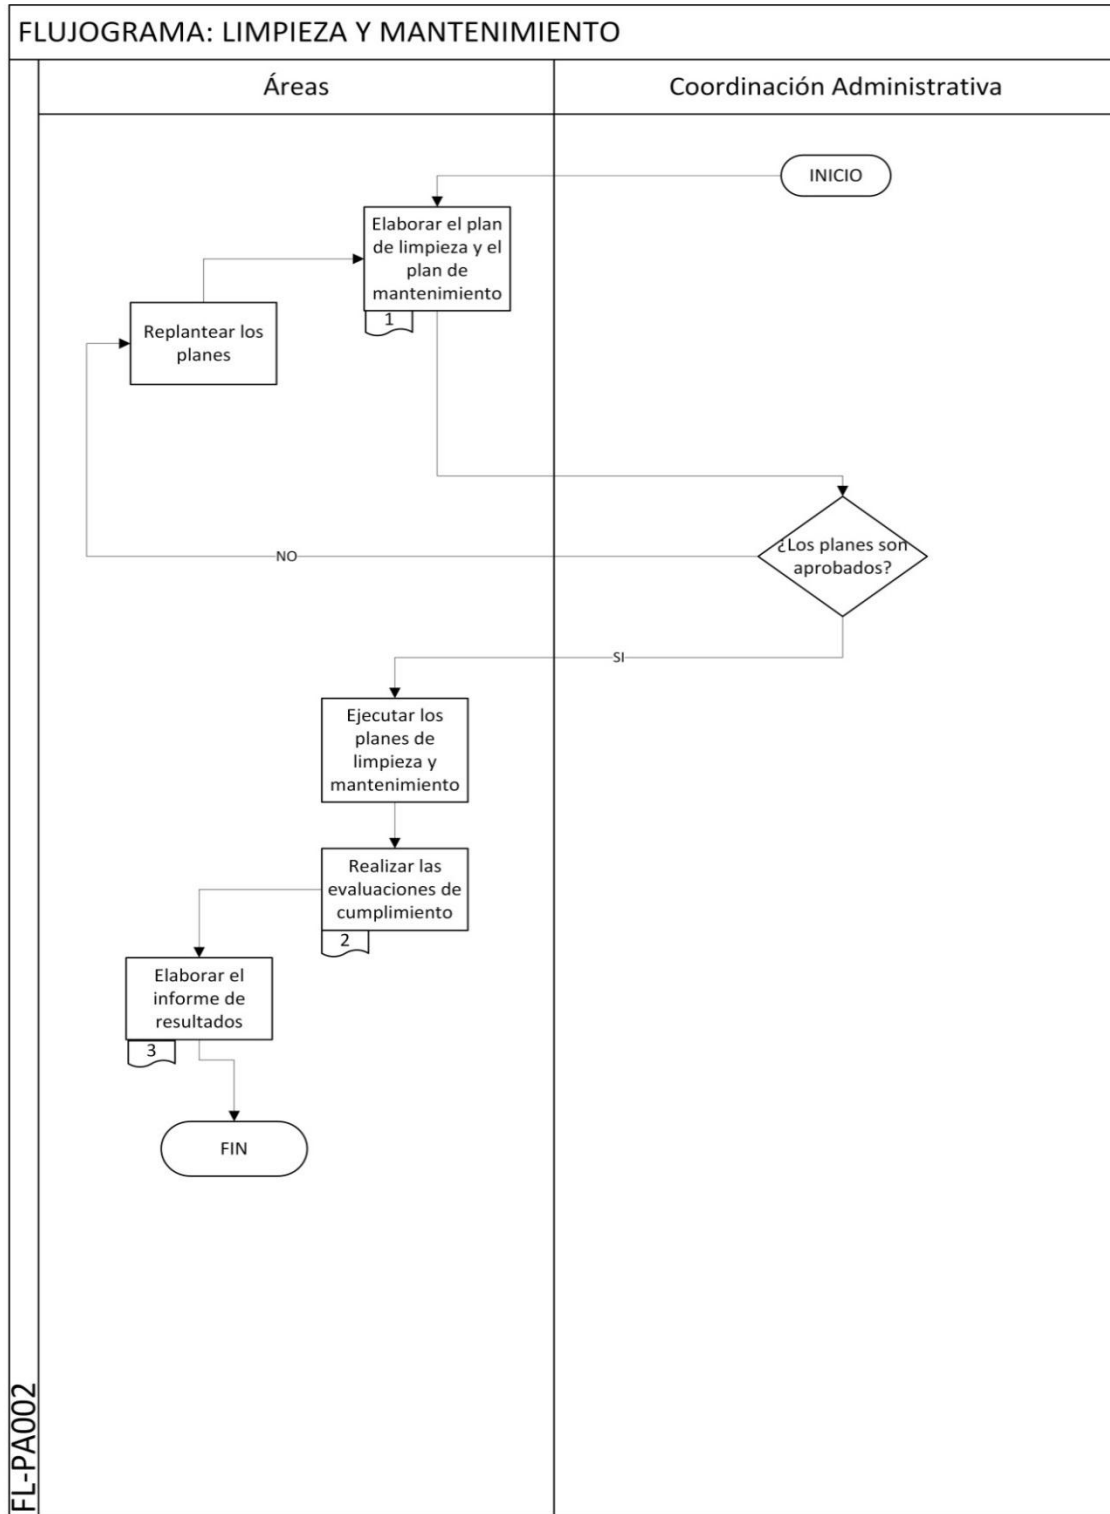 FLUJOGRAMA: LIMPIEZA Y MANTENIMIENTO
Áreas
Coordinación Administrativa
INICIO
Elaborar el plan
de limpieza y el
plan de
mantenimiento
1
Replantear los
planes
¿Los planes son
aprobados?
NO
SI
Ejecutar los
planes de
limpieza y
mantenimiento
Realizar las
evaluaciones de
cumplimiento
2
Elaborar el
informe de
resultados
3
FIN
FL-PA002